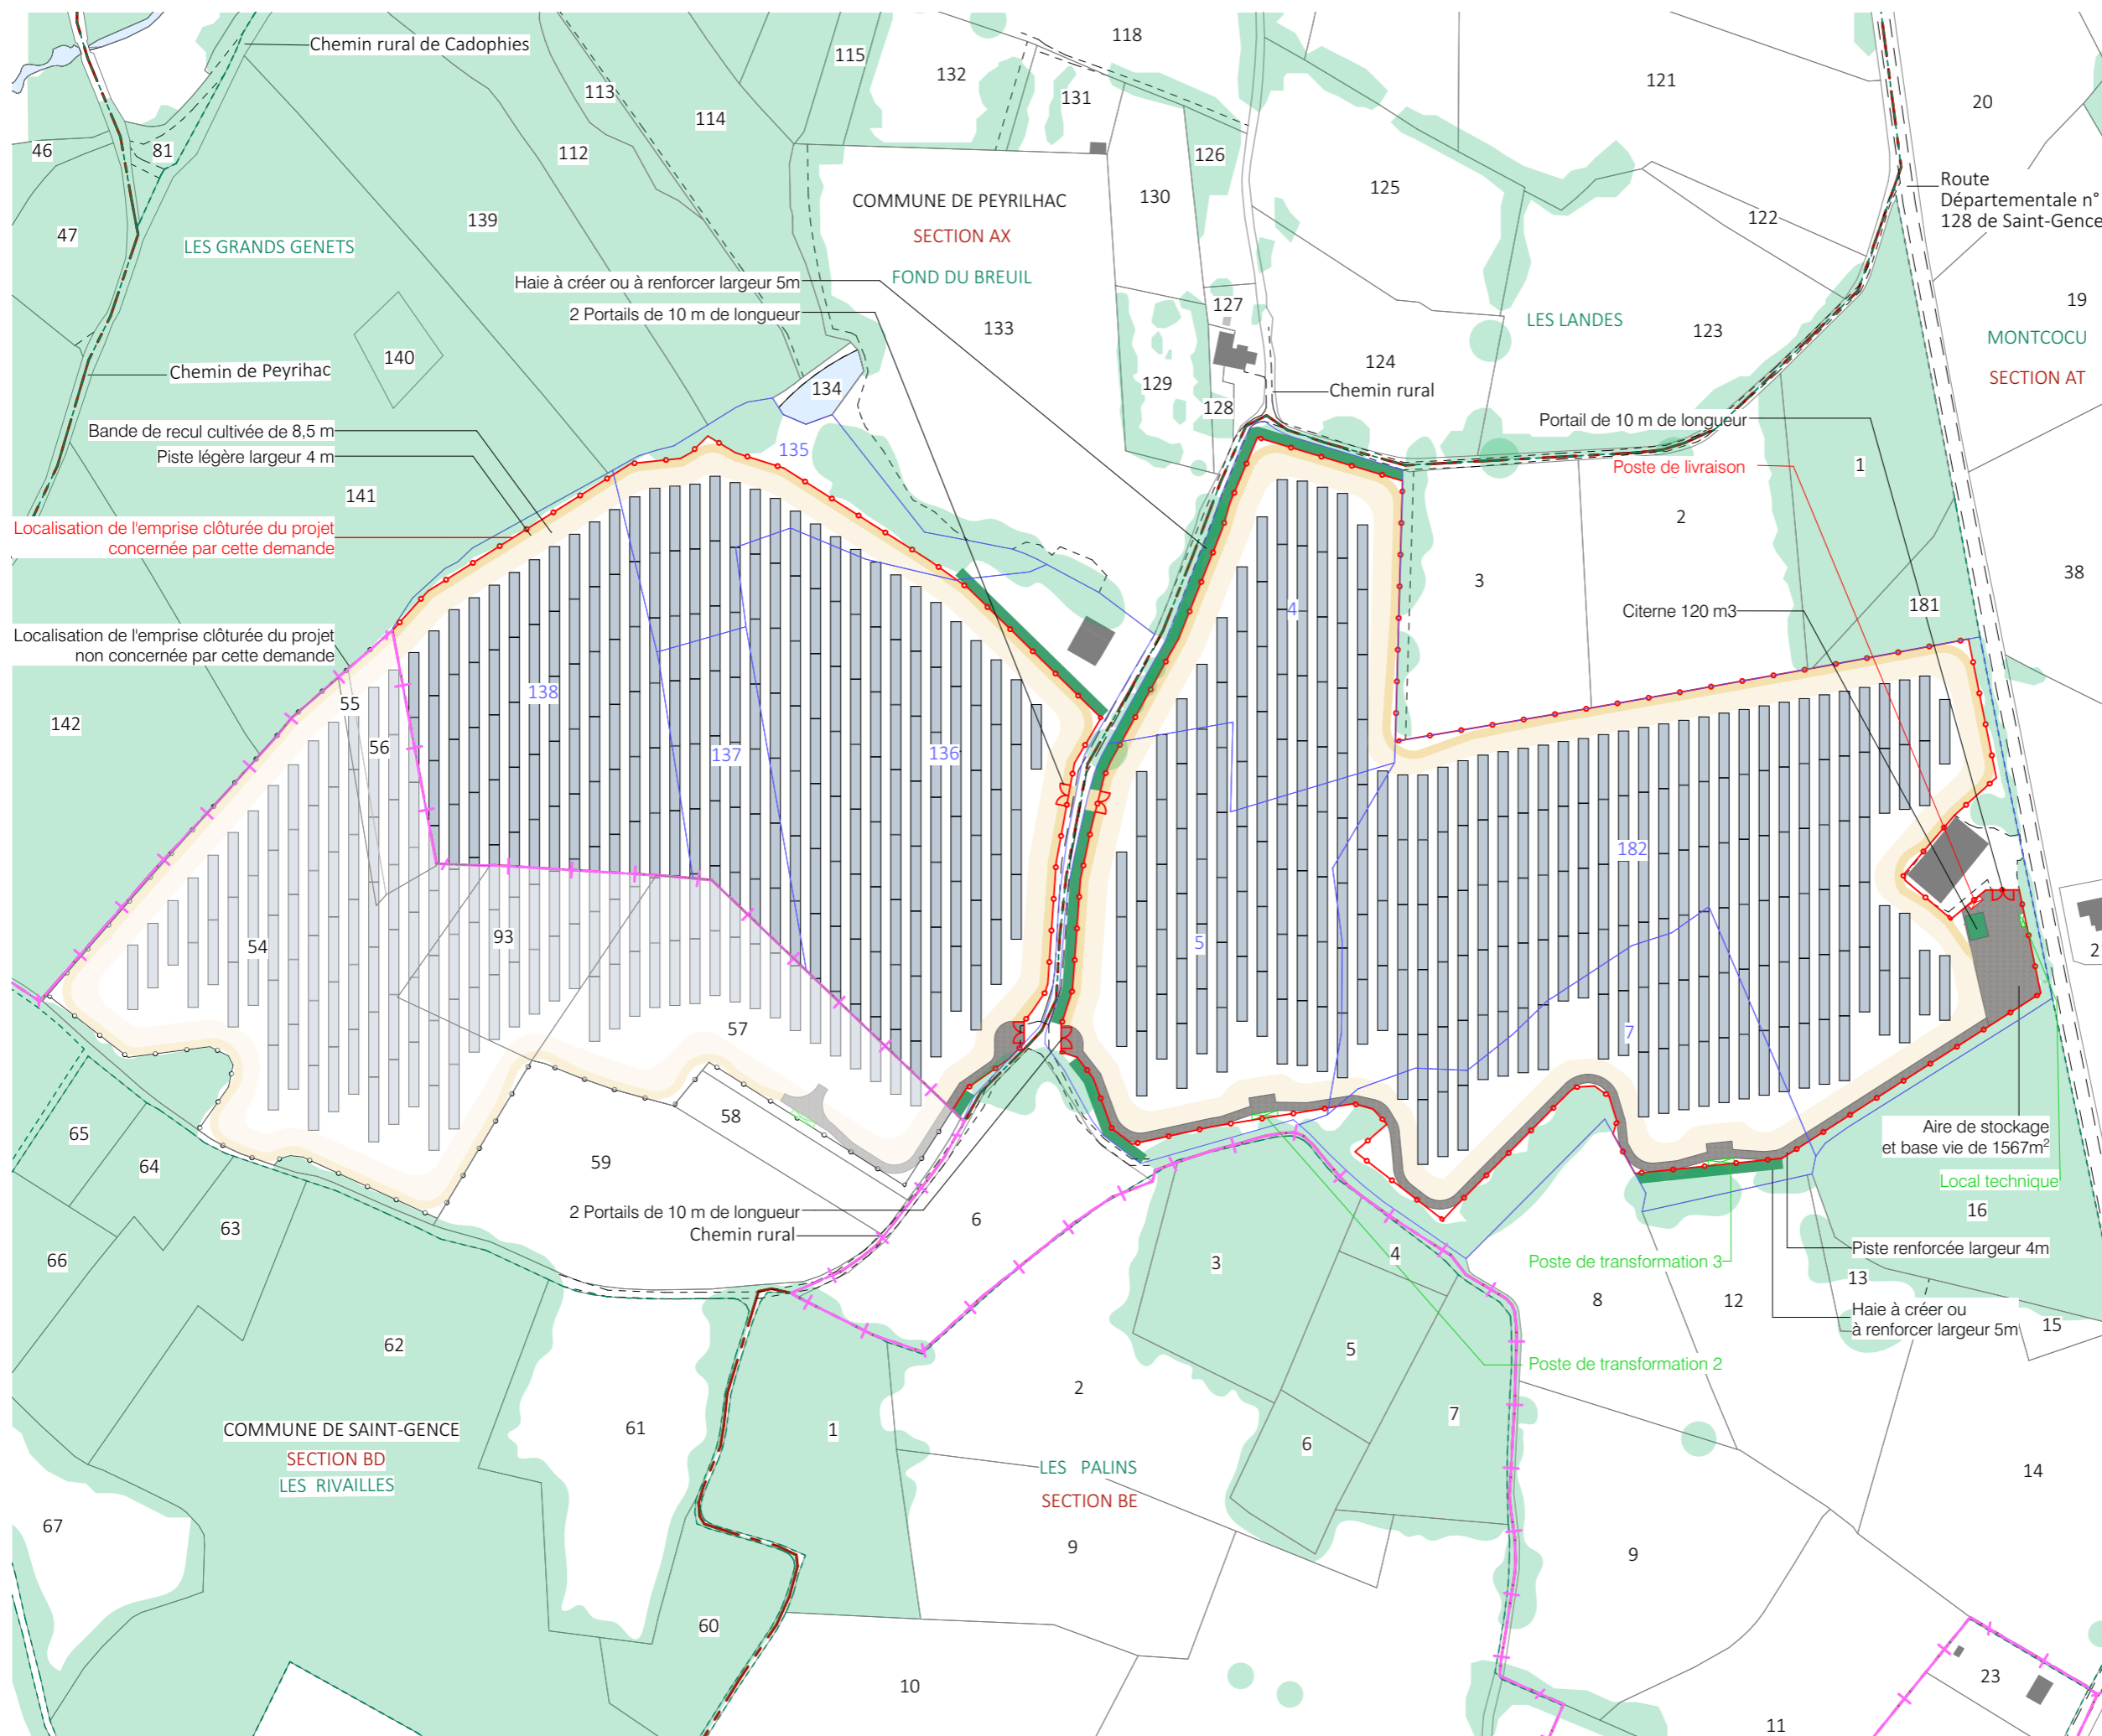 Chemin rural de Cadophies
118
115
132
113
131
121
20
114
46
81
112
126
Route
Départementale n°
128 de Saint-Gence
COMMUNE DE PEYRILHAC
125
130
139
122
47
SECTION AX
LES GRANDS GENETS
FOND DU BREUIL
Haie à créer ou à renforcer largeur 5m
19
127
2 Portails de 10 m de longueur
LES LANDES
133
123
MONTCOCU
140
124
Chemin de Peyrihac
129
SECTION AT
134
Chemin rural
128
Portail de 10 m de longueur
Bande de recul cultivée de 8,5 m
135
Piste légère largeur 4 m
Poste de livraison
1
141
2
Localisation de l'emprise clôturée du projet
concernée par cette demande
38
3
181
4
Citerne 120 m3
Localisation de l'emprise clôturée du projet
non concernée par cette demande
138
55
142
56
137
136
182
93
54
5
2
57
7
58
Aire de stockage
et base vie de 1567m²
65
59
64
Local technique
2 Portails de 10 m de longueur
6
16
63
Chemin rural
Piste renforcée largeur 4m
4
66
3
Poste de transformation 3
13
8
12
Haie à créer ou
à renforcer largeur 5m
15
62
5
Poste de transformation 2
2
7
COMMUNE DE SAINT-GENCE
61
1
6
SECTION BD
LES PALINS
14
LES RIVAILLES
SECTION BE
67
9
9
60
23
10
11